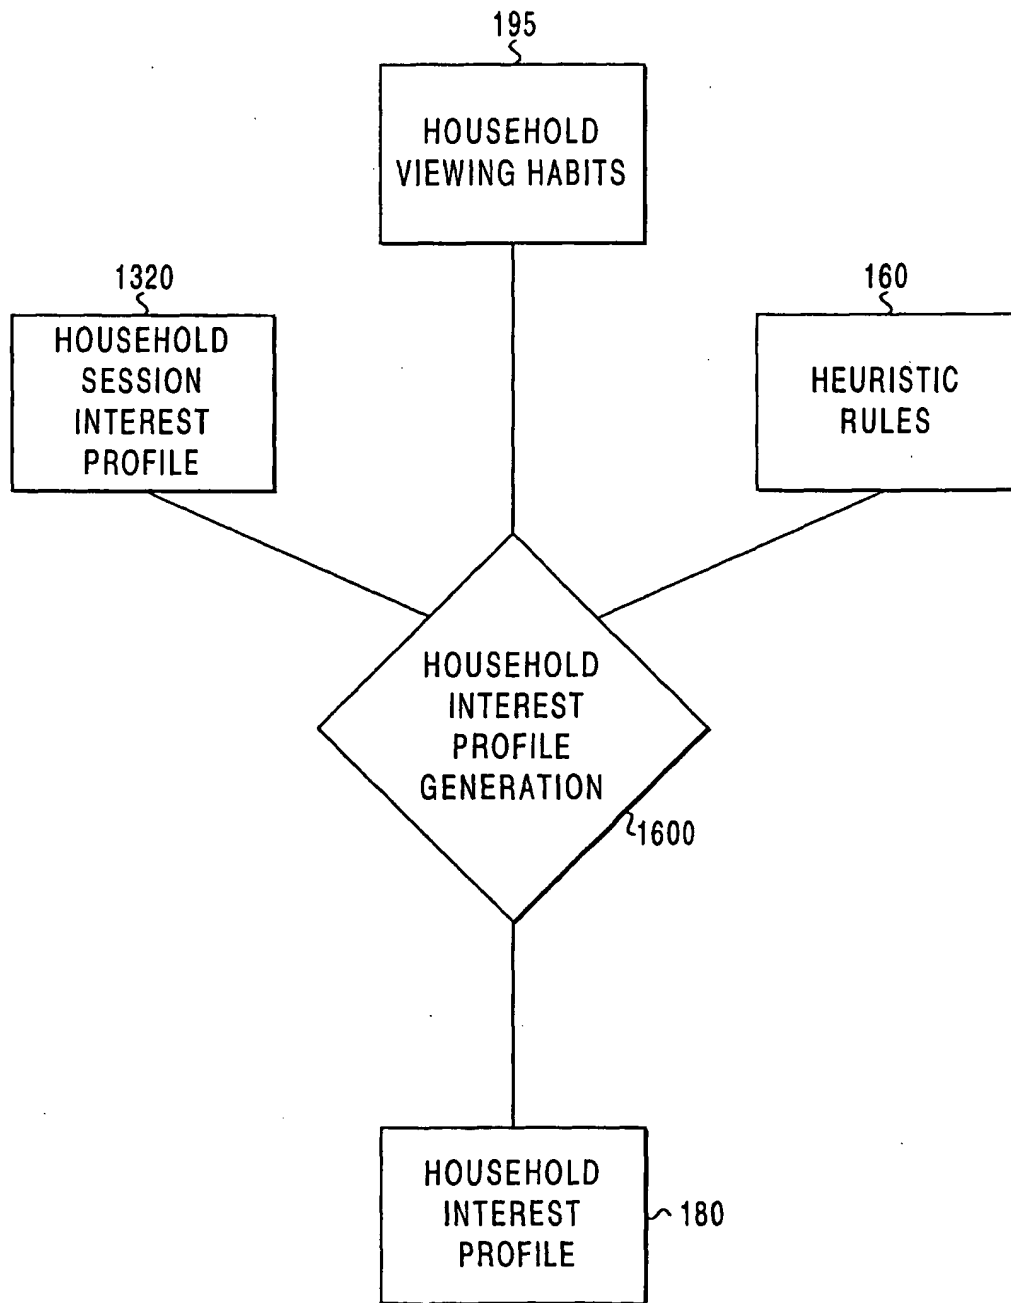 195
HOUSEHOLD
VIEWING HABITS
1320
HOUSEHOLD
SESSION
INTEREST
PROFILE
160
HEURISTIC
RULES
HOUSEHOLD
INTEREST
PROFILE
GENERATION
1600
HOUSEHOLD
INTEREST
PROFILE
180